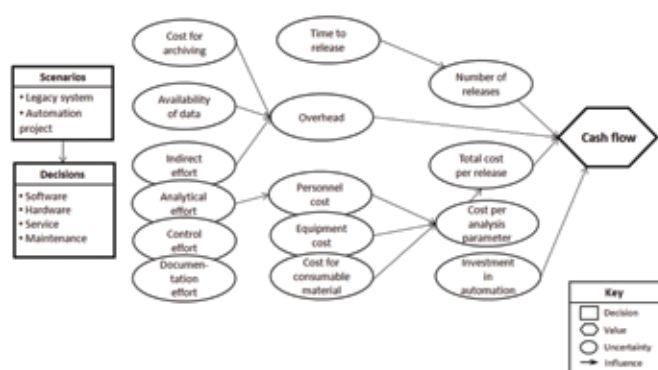 Scenarios
• Legacy system
• Automation
project
Decisions
• Software
• Hardware
• Service
• Maintenance
Cost for
archiving
Availability
of data
Indirect
effort
Analytical
effort
Control
effort
Documen-
tation
effort
Time to
release
Overhead
Personnel
cost
Equipment
cost
Cost for
consumable
material
Number of
releases
Total cost
per release
Cost per
analysis
parameter
Investment
in
automation
Cash flow
Key
Decision
Value
Uncertainty
Influence